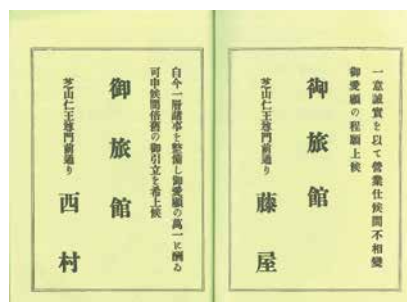 一意誠實を以て營業仕候間不相變
御愛顧の程願上候
御旅館
芝山仁王尊門前通り
藤屋
自今一層諸事を整備し御愛顧の萬一に酬ゐ
可申候間倍舊の御引立を希上候
御旅館
芝山仁王尊門前通り
西村